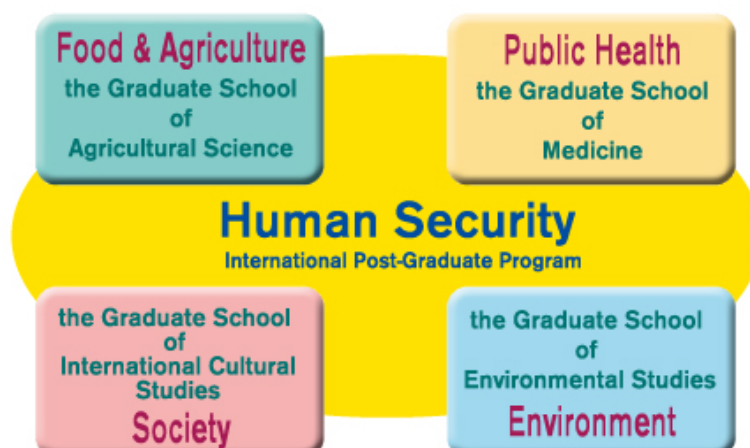 Food & Agriculture
the Graduate School
of
Agricultural Science
Public Health
the Graduate School
of
Medicine
Human Security
International Post-Graduate Program
the Graduate School
of
International Cultural
Studies
Society
the Graduate School
of
Environmental Studies
Environment